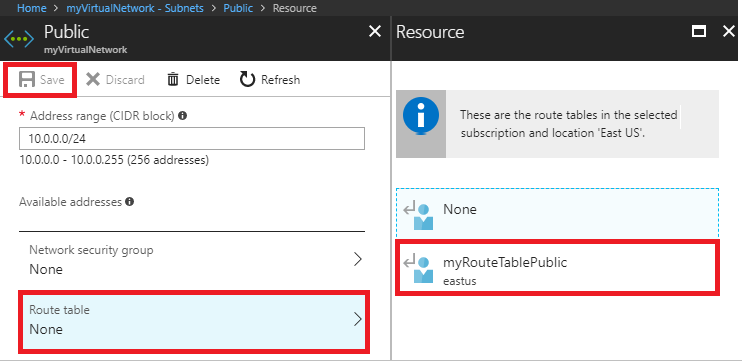 Home > myVirtualNetwork - Subnets > Public > Resource
Public
myVirtualNetwork
Save Discard Delete Refresh
* Address range (CIDR block)
10.0.0.0/24
10.0.0.0 - 10.0.0.255 (256 addresses)
Available addresses
Network security group
None
Route table
None
Resource
These are the route tables in the selected
subscription and location 'East US'.
None
myRouteTablePublic
eastus